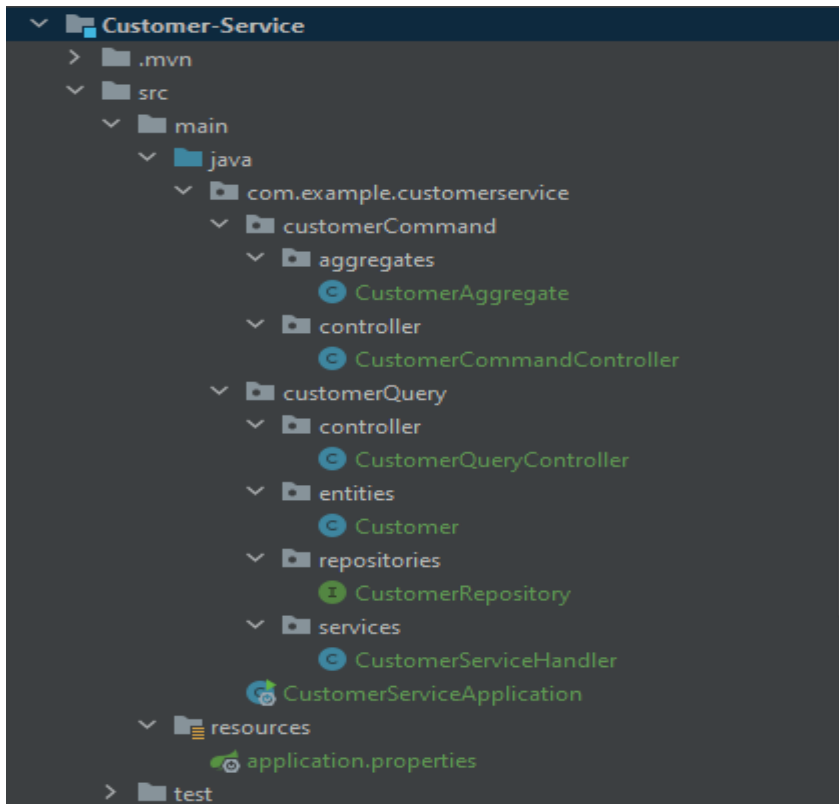 Customer-Service
.mvn
src
main
java
com.example.customerservice
customerCommand
aggregates
C CustomerAggregate
controller
C CustomerCommandController
customerQuery
controller
C CustomerQueryController
entities
C Customer
repositories
I CustomerRepository
services
C CustomerServiceHandler
CustomerServiceApplication
resources
application.properties
test